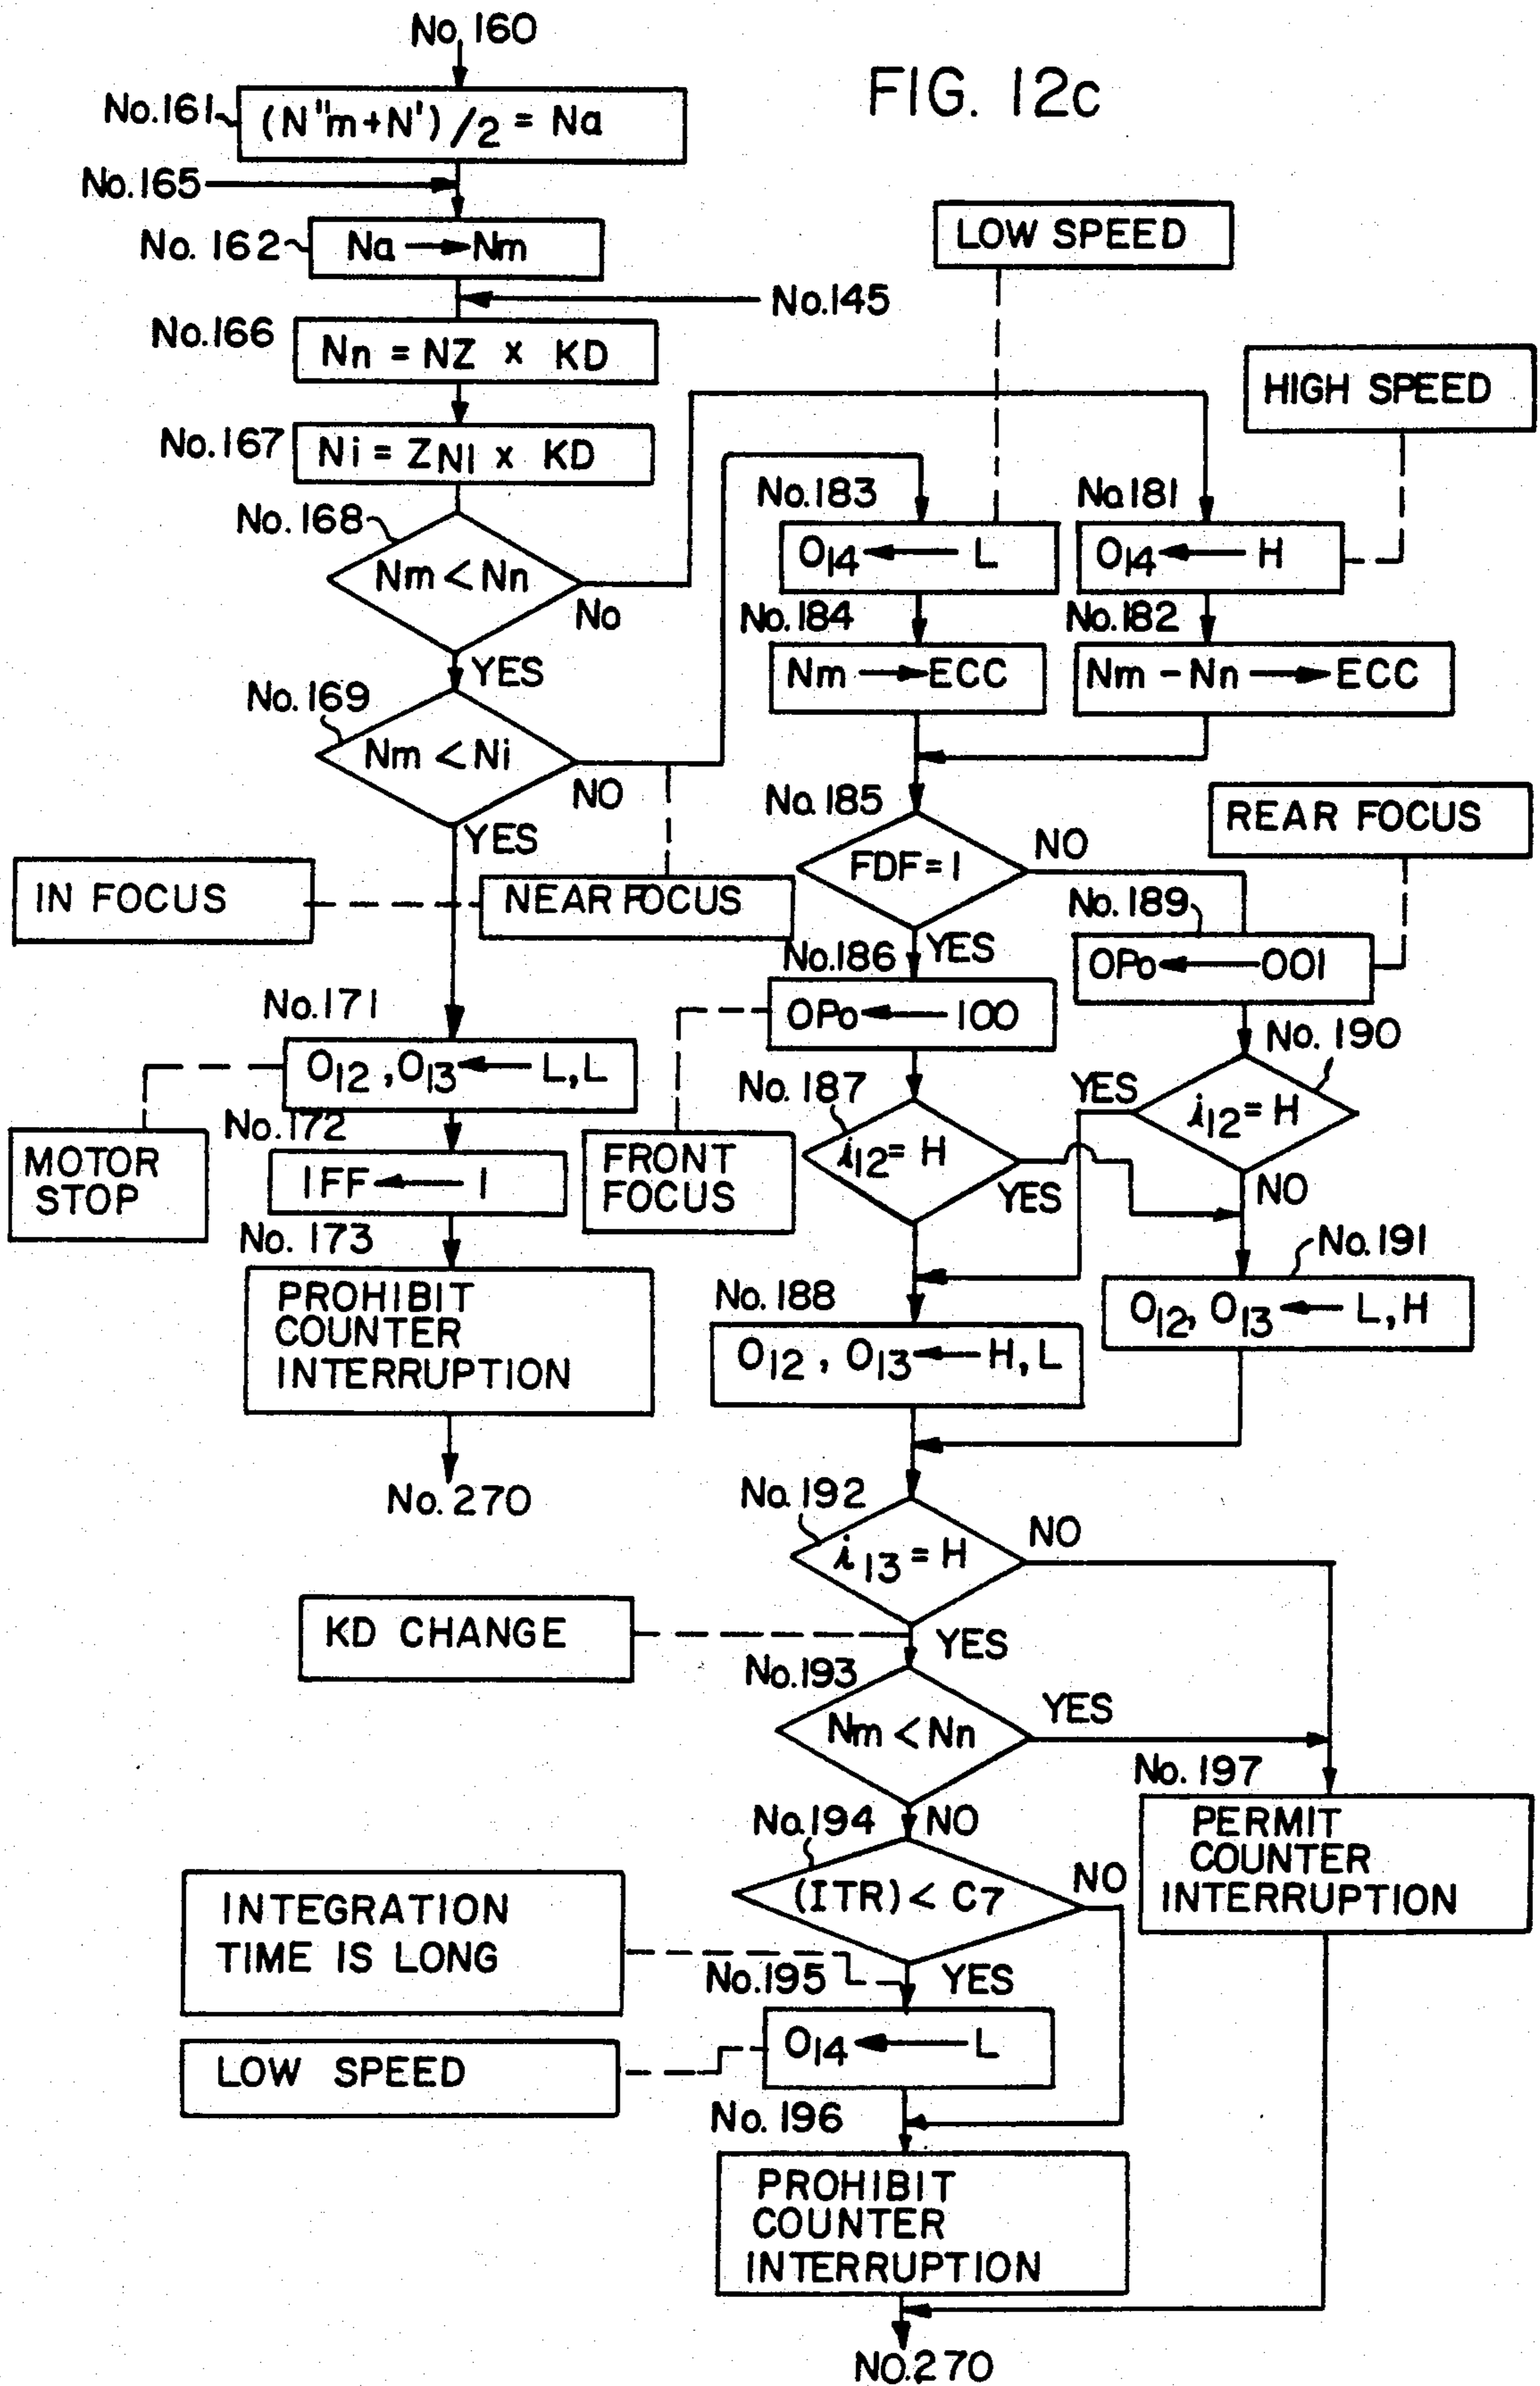 No. 160
FIG. 12c
No. 161
(N"m+N')/2 = Na
No. 165
No. 162
Na → Nm
LOW SPEED
No. 145
No. 166
Nn = NZ x KD
HIGH SPEED
No. 167
Ni = ZNI x KD
No. 183
No. 181
No. 168
Nm < Nn
No
YES
O14 ← L
O14 ← H
No. 184
No. 182
Nm → ECC
Nm - Nn → ECC
No. 169
Nm < Ni
NO
YES
No. 185
FDF = 1
NO
YES
REAR FOCUS
IN FOCUS
NEAR FOCUS
No. 189
OPo ← 001
No. 186
OPo ← 100
No. 171
O12, O13 ← L, L
No. 190
i12 = H
YES
NO
No. 187
i12 = H
YES
No. 172
IFF ← 1
MOTOR
STOP
FRONT
FOCUS
No. 173
PROHIBIT
COUNTER
INTERRUPTION
No. 270
No. 191
O12, O13 ← L, H
No. 188
O12, O13 ← H, L
No. 192
i13 = H
NO
YES
KD CHANGE
No. 193
Nm < Nn
YES
NO
No. 197
PERMIT
COUNTER
INTERRUPTION
No. 194
(ITR) < C7
NO
YES
INTEGRATION
TIME IS LONG
No. 195
O14 ← L
LOW SPEED
No. 196
PROHIBIT
COUNTER
INTERRUPTION
NO. 270